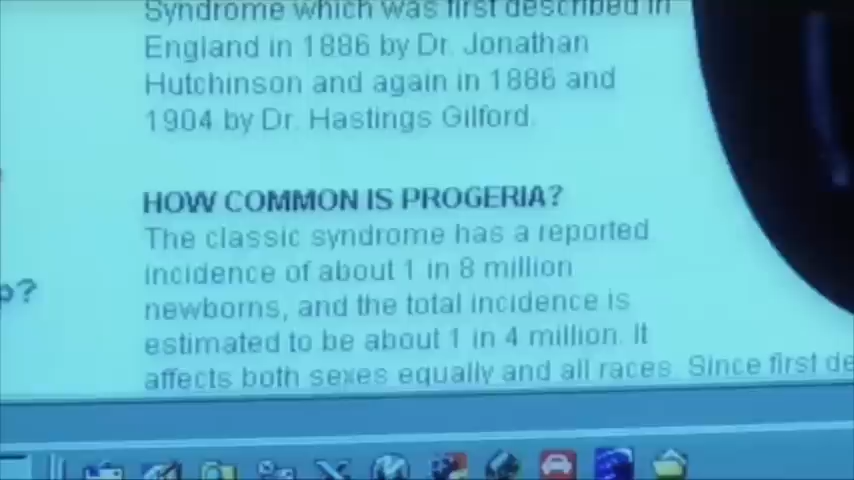 Syndrome which was first described in
England in 1886 by Dr. Jonathan
Hutchinson and again in 1886 and
1904 by Dr. Hastings Gilford.
HOW COMMON IS PROGERIA?
The classic syndrome has a reported
incidence of about 1 in 8 million
newborns, and the total incidence is
estimated to be about 1 in 4 million. It
affects both sexes equally and all races. Since first de